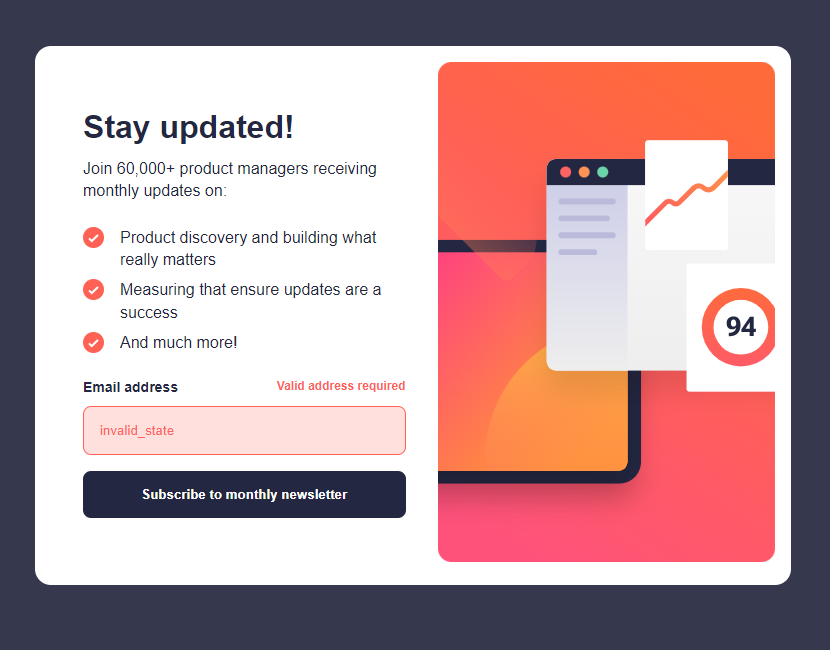 Stay updated!
Join 60,000+ product managers receiving
monthly updates on:
Product discovery and building what
really matters
Measuring that ensure updates are a
success
And much more!
Email address
Valid address required
invalid_state
Subscribe to monthly newsletter
94